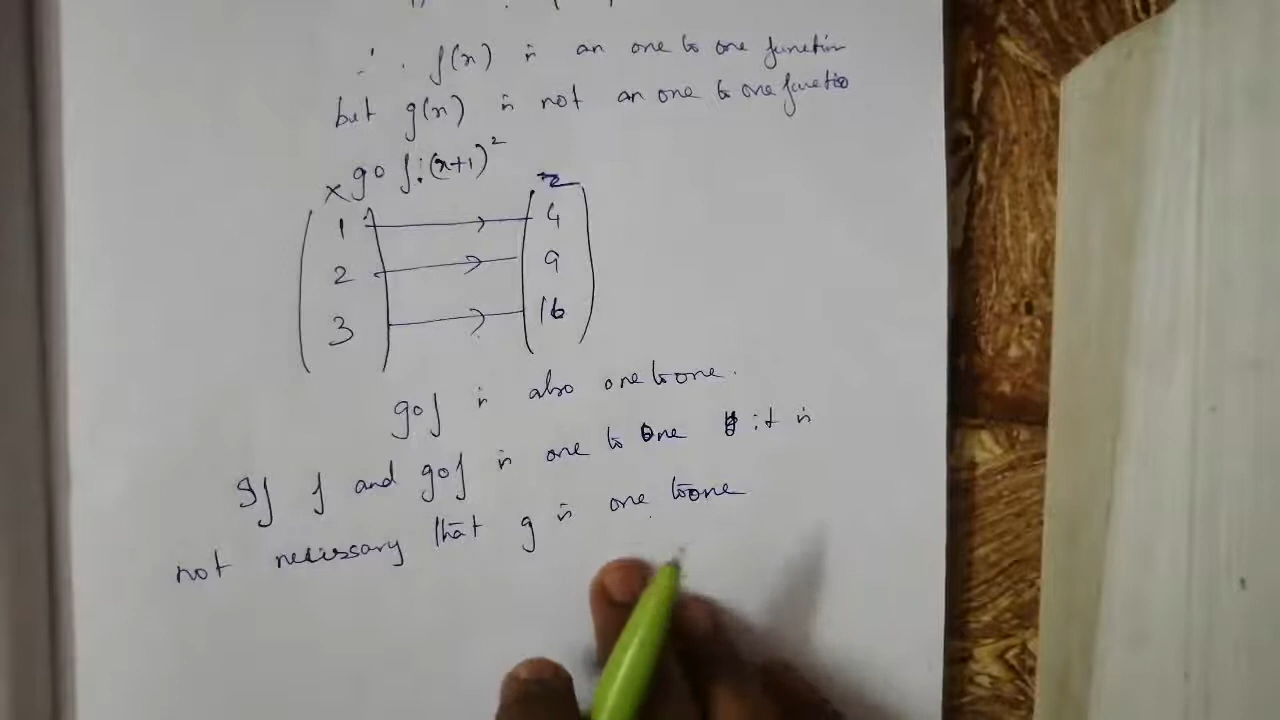 ∴ f(x) is an one to one function
but g(x) is not an one to one functio
x gof:(x+1)²
z
1 4
2 9
3 16
gof is also one to one.
If f and gof is one to one it is
not necissary that g is one to one